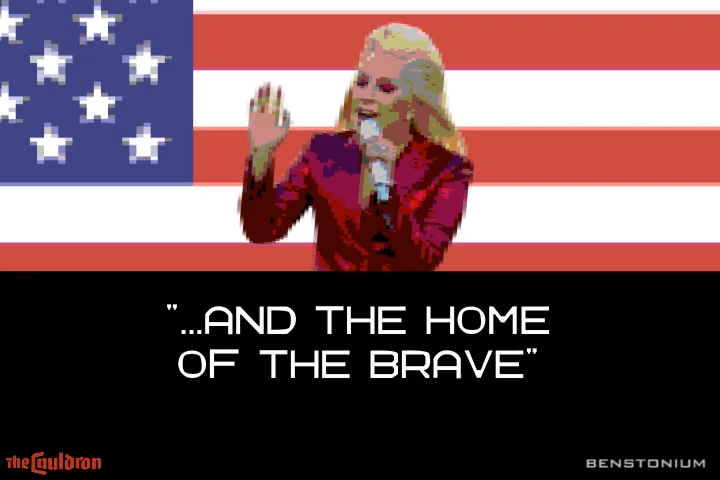 "...AND THE HOME
OF THE BRAVE"
The Cauldron
BENSTONIUM